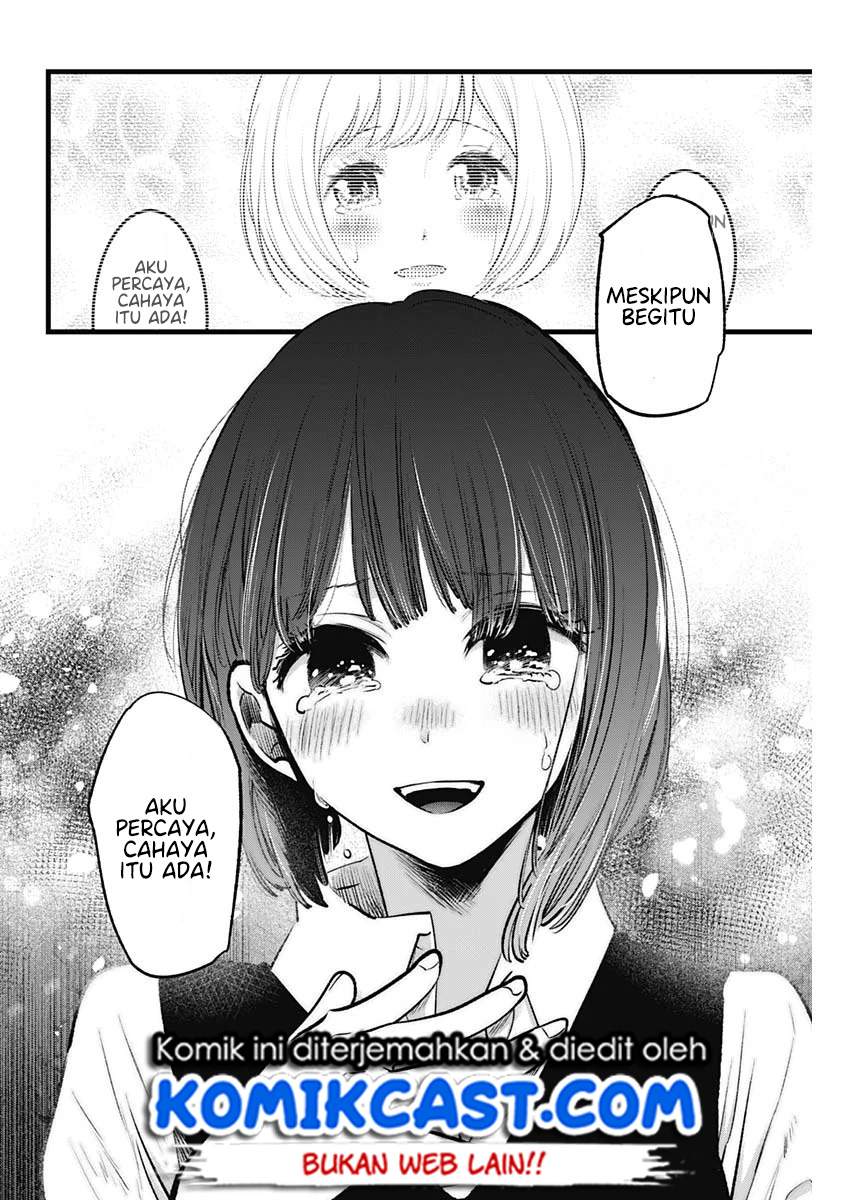 MESKIPUN
BEGITU
AKU
PERCAYA,
CAHAYA
ITU ADA!
AKU
PERCAYA,
CAHAYA
ITU ADA!
Komik ini diterjemahkan & diedit oleh
KOMIKCAST.COM
BUKAN WEB LAIN!!